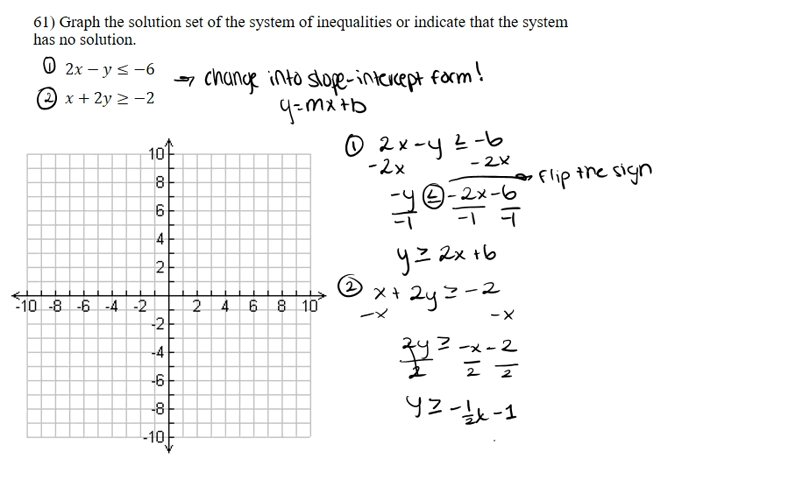 61) Graph the solution set of the system of inequalities or indicate that the system
has no solution.
① 2x − y ≤ −6
② x + 2y ≥ −2
→ change into slope-intercept form!
y=mx+b
① 2x-y ≥ -6
-2x -2x
→ flip the sign
-y ≤ -2x-6
-1 -1 -1
y ≥ 2x +6
② x + 2y ≥ -2
-x -x
2y ≥ -x - 2
2 2 2
y ≥ -1/2x -1
10
8
6
4
2
-10 -8 -6 -4 -2 2 4 6 8 10
-2
-4
-6
-8
-10